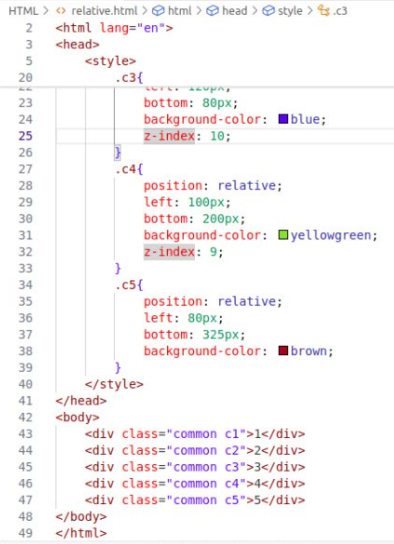 HTML > relative.html > html > head > style > .c3
2 <html lang="en">
3 <head>
5 <style>
20 .c3{
22 left: 120px;
23 bottom: 80px;
24 background-color: blue;
25 z-index: 10;
26 }
27 .c4{
28 position: relative;
29 left: 100px;
30 bottom: 200px;
31 background-color: yellowgreen;
32 z-index: 9;
33 }
34 .c5{
35 position: relative;
36 left: 80px;
37 bottom: 325px;
38 background-color: brown;
39 }
40 </style>
41 </head>
42 <body>
43 <div class="common c1">1</div>
44 <div class="common c2">2</div>
45 <div class="common c3">3</div>
46 <div class="common c4">4</div>
47 <div class="common c5">5</div>
48 </body>
49 </html>